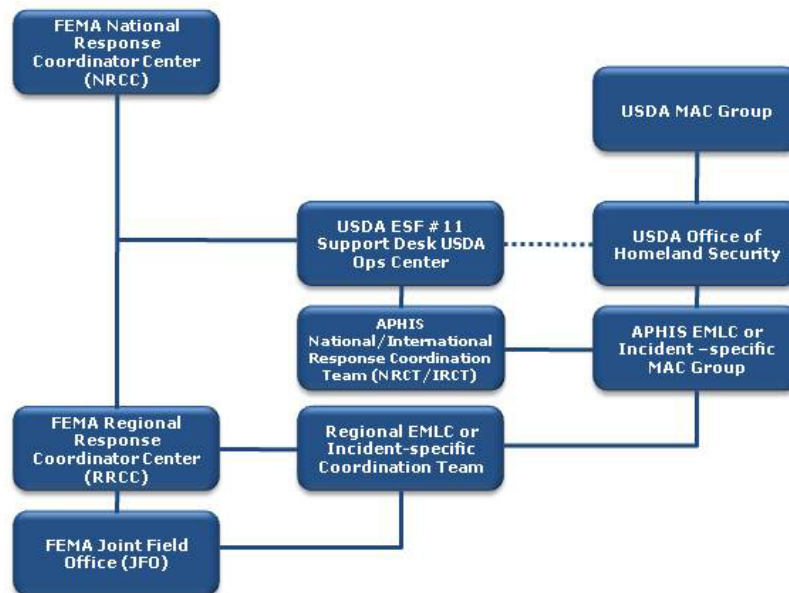 FEMA National
Response
Coordinator Center
(NRCC)
USDA MAC Group
USDA ESF # 11
Support Desk USDA
Ops Center
USDA Office of
Homeland Security
APHIS
National/International
Response Coordination
Team (NRCT/IRCT)
APHIS EMLC or
Incident –specific
MAC Group
FEMA Regional
Response
Coordinator Center
(RRCC)
Regional EMLC or
Incident-specific
Coordination Team
FEMA Joint Field
Office (JFO)